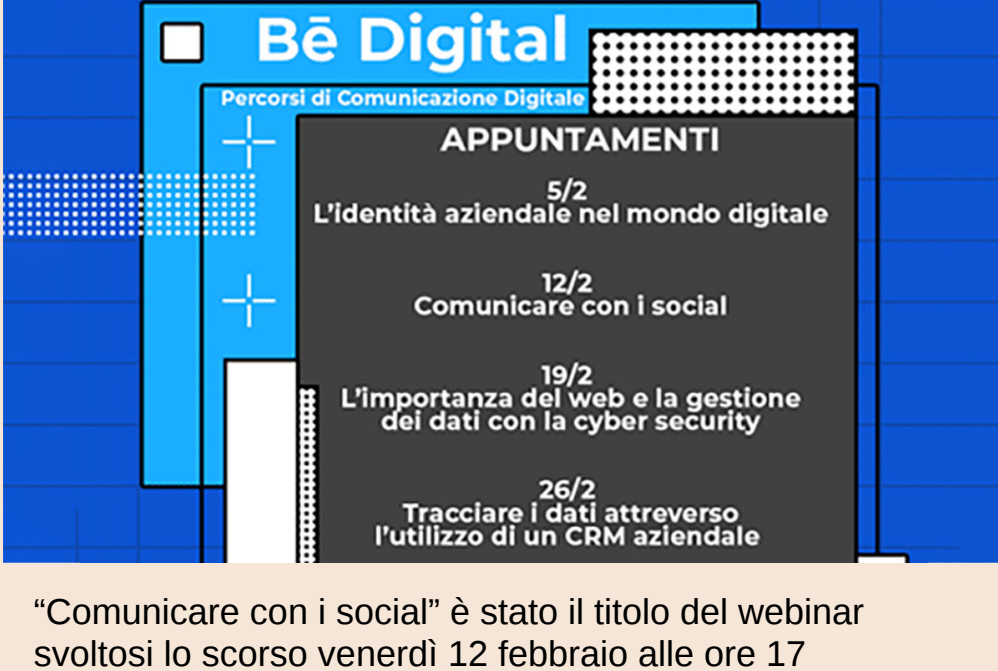 Bē Digital
Percorsi di Comunicazione Digitale
APPUNTAMENTI
5/2
L'identità aziendale nel mondo digitale
12/2
Comunicare con i social
19/2
L'importanza del web e la gestione
dei dati con la cyber security
26/2
Tracciare i dati attreverso
l'utilizzo di un CRM aziendale
“Comunicare con i social” è stato il titolo del webinar
svoltosi lo scorso venerdì 12 febbraio alle ore 17